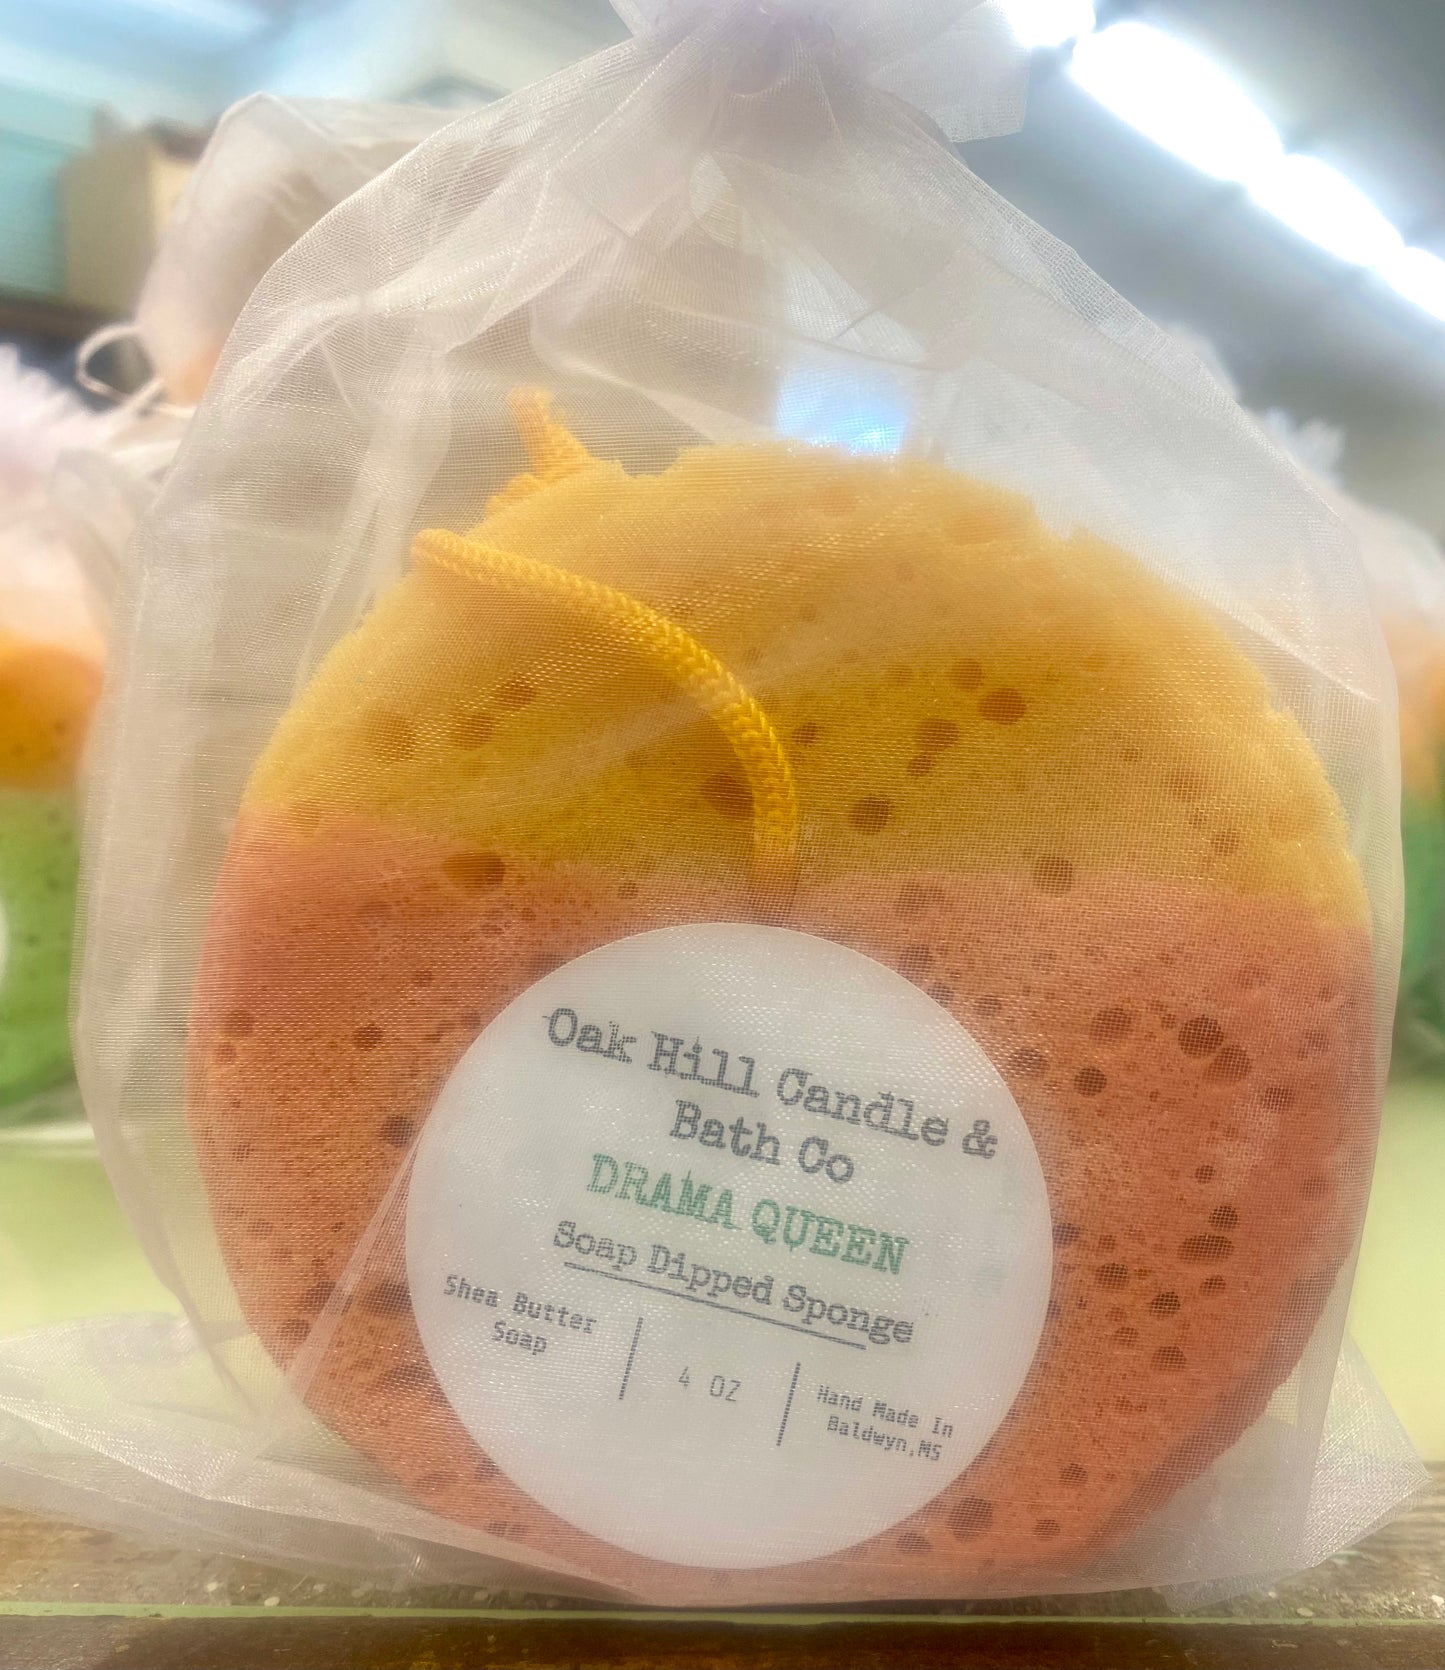 Oak Hill Candle &
Bath Co
DRAMA QUEEN
Soap Dipped Sponge
Shea Butter
Soap
4 OZ
Hand Made In
Baldwyn,MS